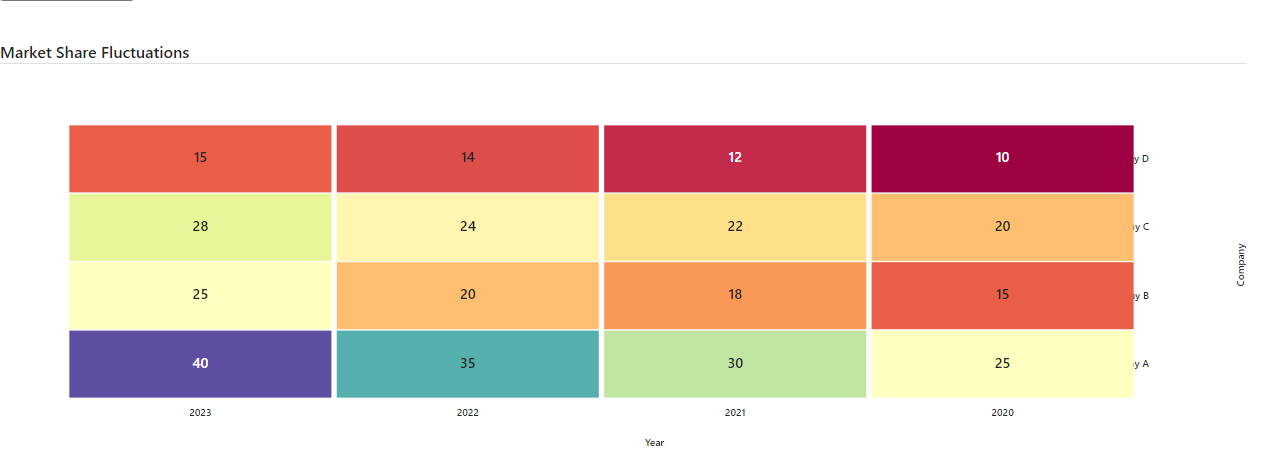 Market Share Fluctuations
15 14 12 10 y D
28 24 22 20 y C
25 20 18 15 y B
40 35 30 25 y A
2023 2022 2021 2020
Year
Company